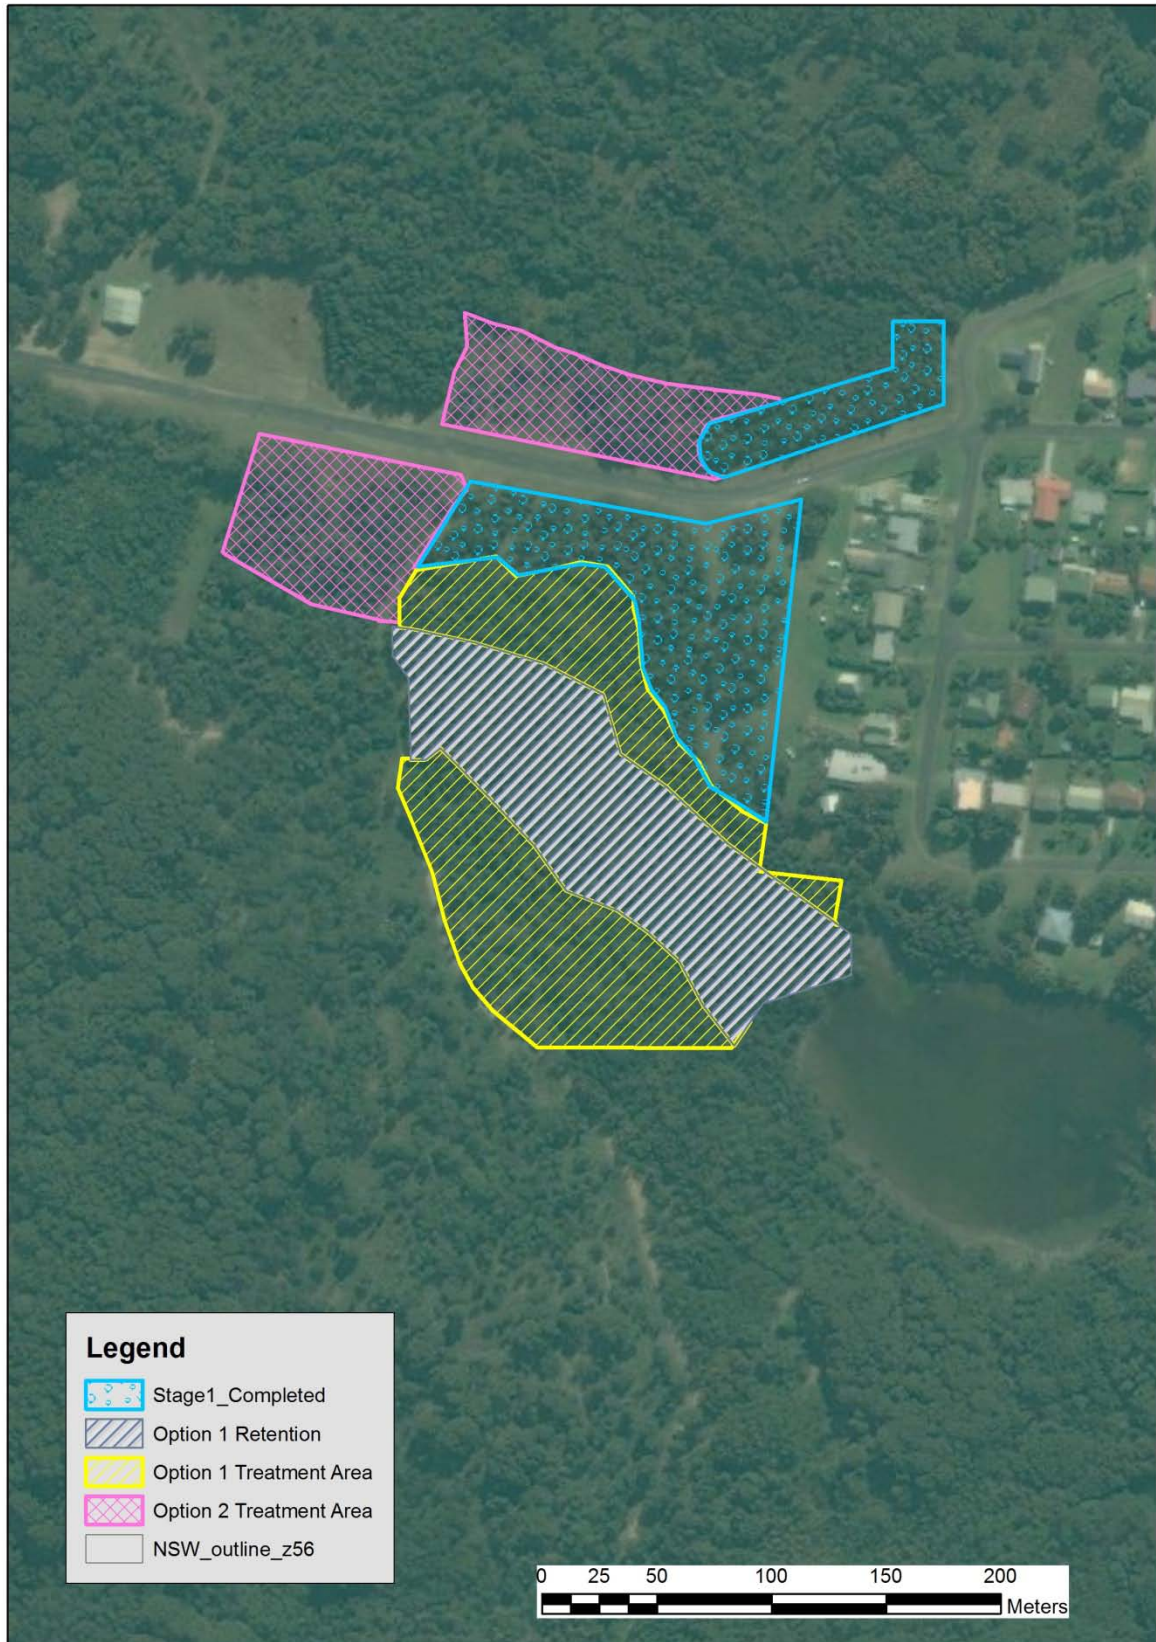 Legend
Stage1_Completed
Option 1 Retention
Option 1 Treatment Area
Option 2 Treatment Area
NSW_outline_z56
0 25 50 100 150 200
Meters